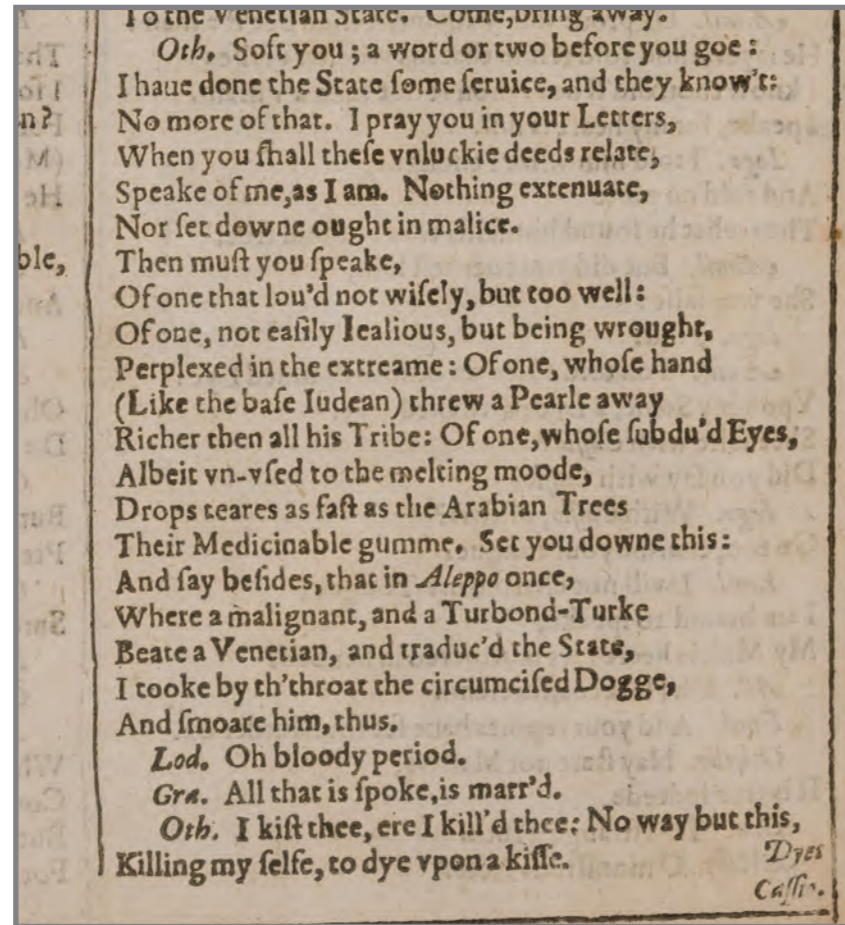 To the Venetian State. Come,bring away.
Oth. Soft you ; a word or two before you goe :
I haue done the State ſome ſeruice, and they know't:
No more of that. I pray you in your Letters,
When you ſhall theſe vnluckie deeds relate,
Speake of me,as I am. Nothing extenuate,
Nor ſet downe ought in malice.
Then muſt you ſpeake,
Of one that lou'd not wiſely, but too well:
Of one, not eaſily Iealious, but being wrought,
Perplexed in the extreame : Of one, whoſe hand
(Like the baſe Iudean) threw a Pearle away
Richer then all his Tribe: Of one,whoſe ſubdu'd Eyes,
Albeit vn-vſed to the melting moode,
Drops teares as faſt as the Arabian Trees
Their Medicinable gumme. Set you downe this:
And ſay beſides, that in Aleppo once,
Where a malignant, and a Turbond-Turke
Beate a Venetian, and traduc'd the State,
I tooke by th'throat the circumciſed Dogge,
And ſmoate him, thus.
Lod. Oh bloody period.
Gra. All that is ſpoke,is marr'd.
Oth. I kiſt thee, ere I kill'd thee: No way but this,
Killing my ſelfe, to dye vpon a kiſſe. Dyes
Caſſio.
n?
ble,